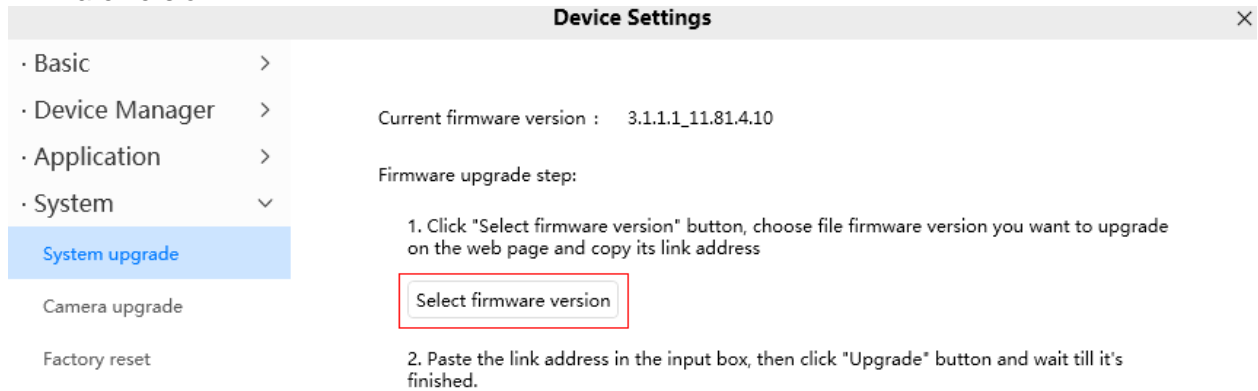 Device Settings
· Basic
· Device Manager
· Application
· System
System upgrade
Camera upgrade
Factory reset
Current firmware version : 3.1.1.1_11.81.4.10
Firmware upgrade step:
1. Click "Select firmware version" button, choose file firmware version you want to upgrade
on the web page and copy its link address
Select firmware version
2. Paste the link address in the input box, then click "Upgrade" button and wait till it's
finished.